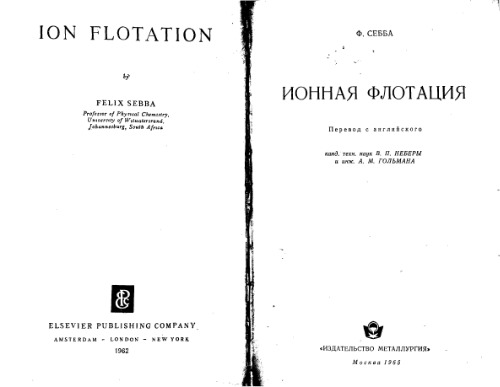 ION FLOTATION
by
FELIX SEBBA
Professor of Physical Chemistry,
University of Witwatersrand,
Johannesburg, South Africa
ELSEVIER PUBLISHING COMPANY
AMSTERDAM – LONDON – NEW YORK
1962
Ф. СЕББА
ИОННАЯ ФЛОТАЦИЯ
Перевод с английского
канд. техн. наук В. П. НЕБЕРЫ
и инж. А. М. ГОЛЬМАНА
«ИЗДАТЕЛЬСТВО МЕТАЛЛУРГИЯ»
Москва 1965